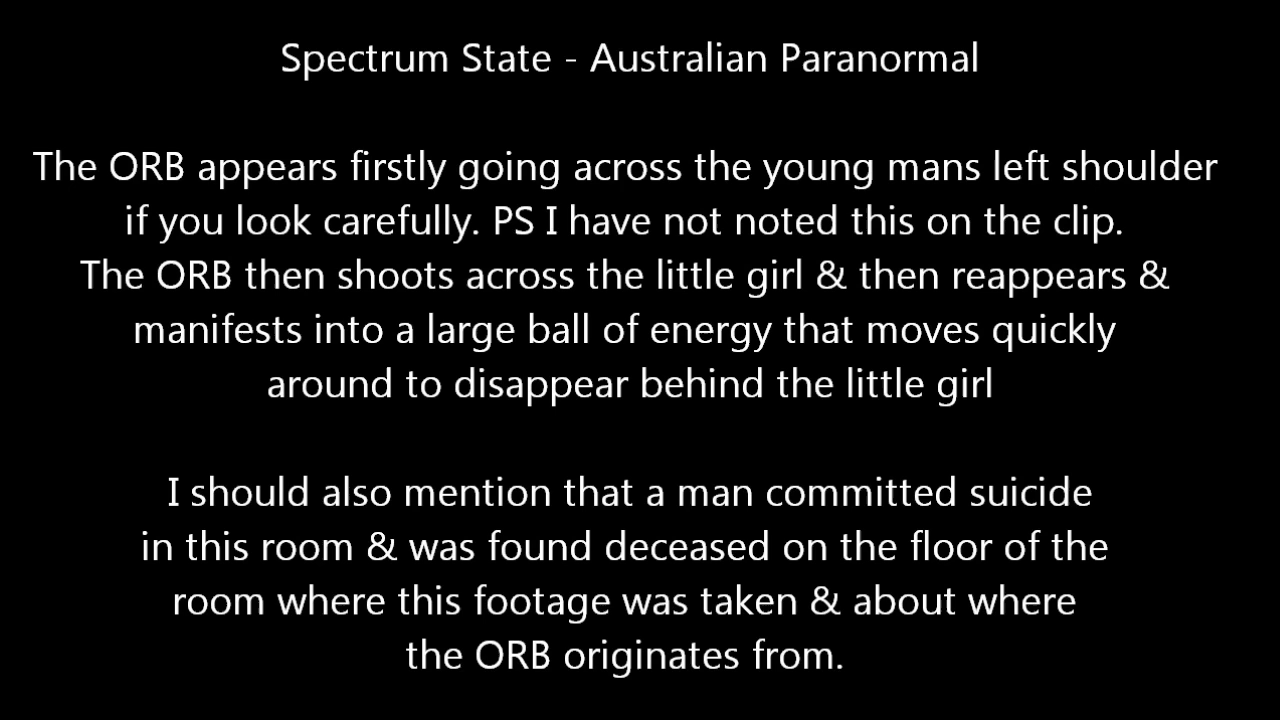 Spectrum State - Australian Paranormal
The ORB appears firstly going across the young mans left shoulder
if you look carefully. PS I have not noted this on the clip.
The ORB then shoots across the little girl & then reappears &
manifests into a large ball of energy that moves quickly
around to disappear behind the little girl
I should also mention that a man committed suicide
in this room & was found deceased on the floor of the
room where this footage was taken & about where
the ORB originates from.